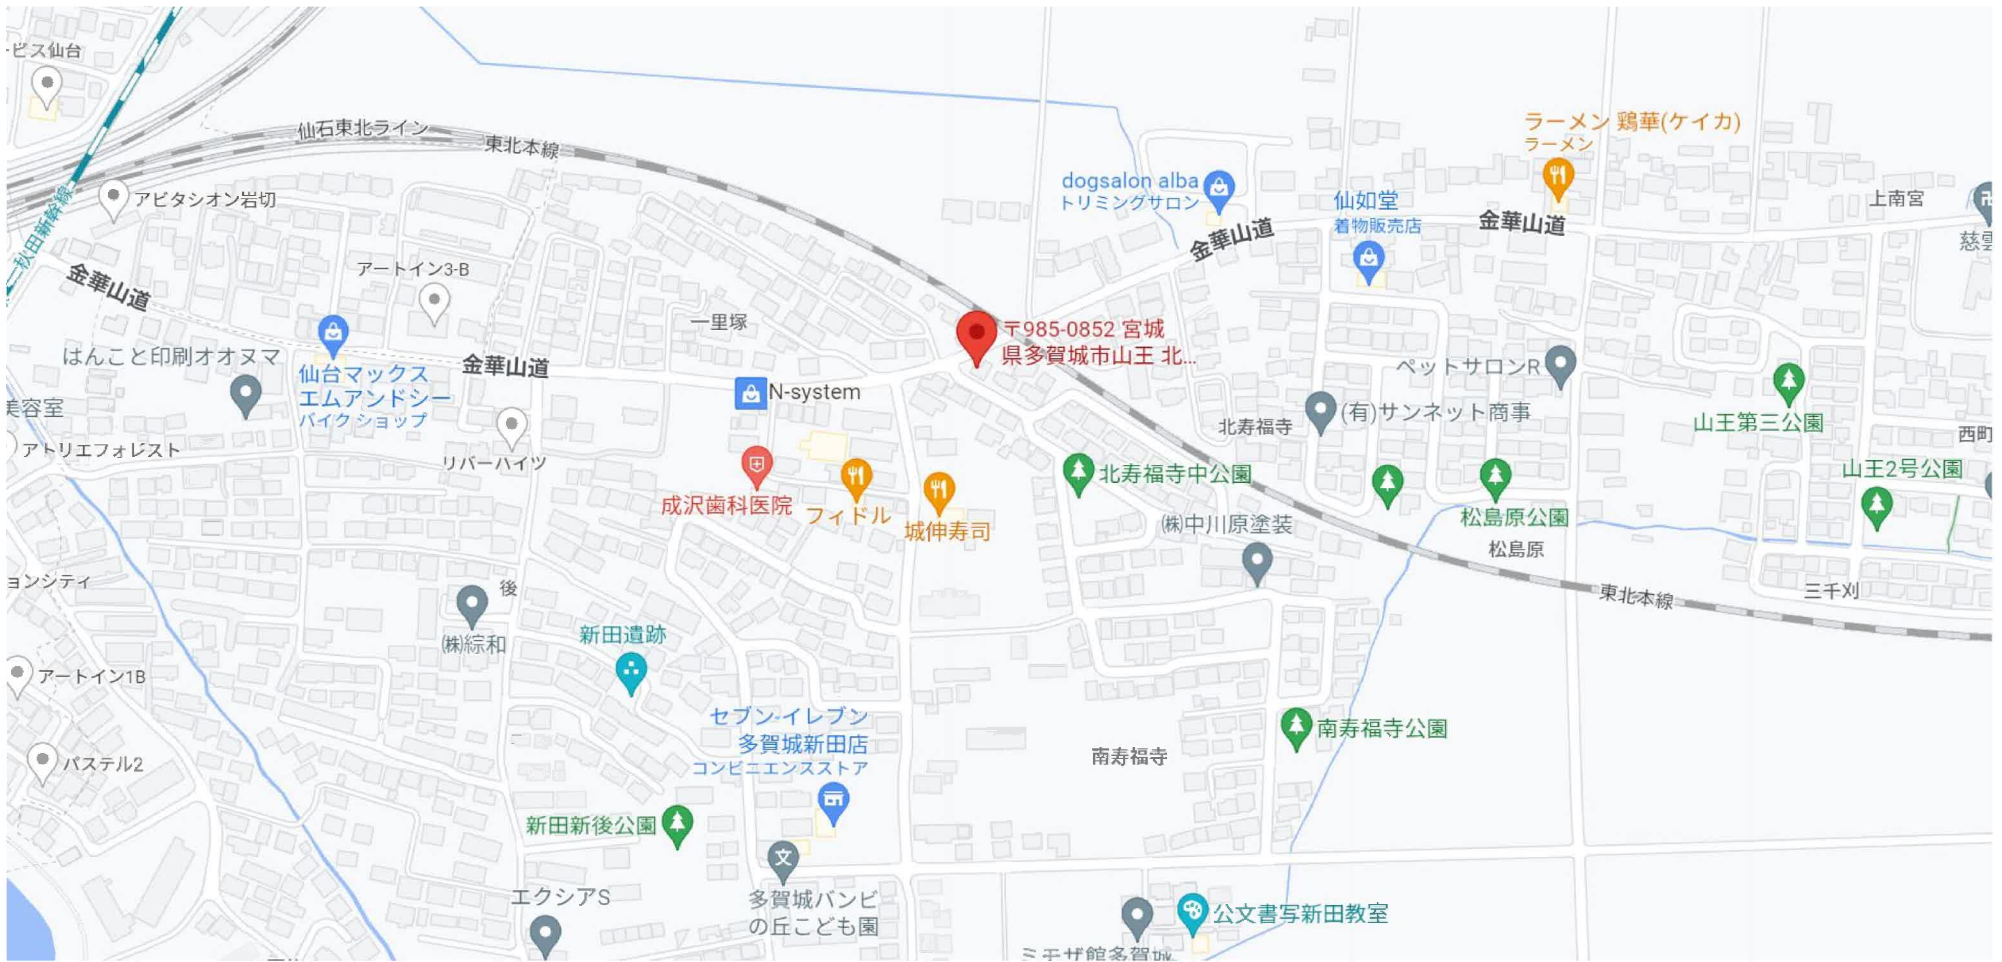 ービス仙台
仙石東北ライン
東北本線
ラーメン 鶏華(ケイカ)
ラーメン
dogsalon alba
トリミングサロン
仙如堂
着物販売店
上南宮
アビタシオン岩切
秋田新幹線
金華山道
金華山道
慈雲
金華山道
アートイン3-B
一里塚
〒985-0852 宮城
県多賀城市山王 北...
はんこと印刷オオヌマ
仙台マックス
エムアンドシー
バイク ショップ
金華山道
N-system
ペットサロンR
美容室
(有)サンネット商事
山王第三公園
北寿福寺
西町
アトリエフォレスト
リバーハイツ
北寿福寺中公園
山王2号公園
成沢歯科医院
フィドル
城伸寿司
㈱中川原塗装
松島原公園
松島原
ョンシティ
後
東北本線
三千刈
㈱綜和
新田遺跡
アートイン1B
セブン-イレブン
多賀城新田店
コンビニエンスストア
南寿福寺公園
南寿福寺
パステル2
新田新後公園
エクシアS
多賀城バンビ
の丘こども園
公文書写新田教室
ミモザ館多賀城